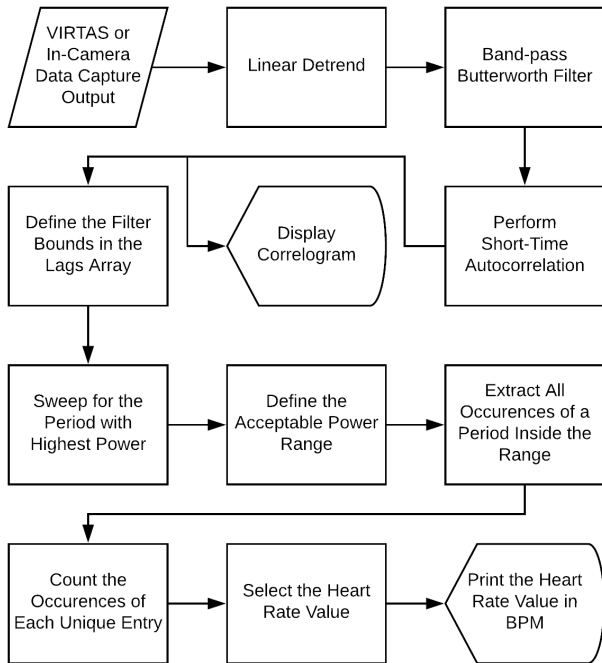 VIRTAS or
In-Camera
Data Capture
Output
Linear Detrend
Band-pass
Butterworth Filter
Define the Filter
Bounds in the
Lags Array
Display
Correlogram
Perform
Short-Time
Autocorrelation
Sweep for the
Period with
Highest Power
Define the
Acceptable Power
Range
Extract All
Occurences of a
Period Inside the
Range
Count the
Occurences of
Each Unique Entry
Select the Heart
Rate Value
Print the Heart
Rate Value in
BPM